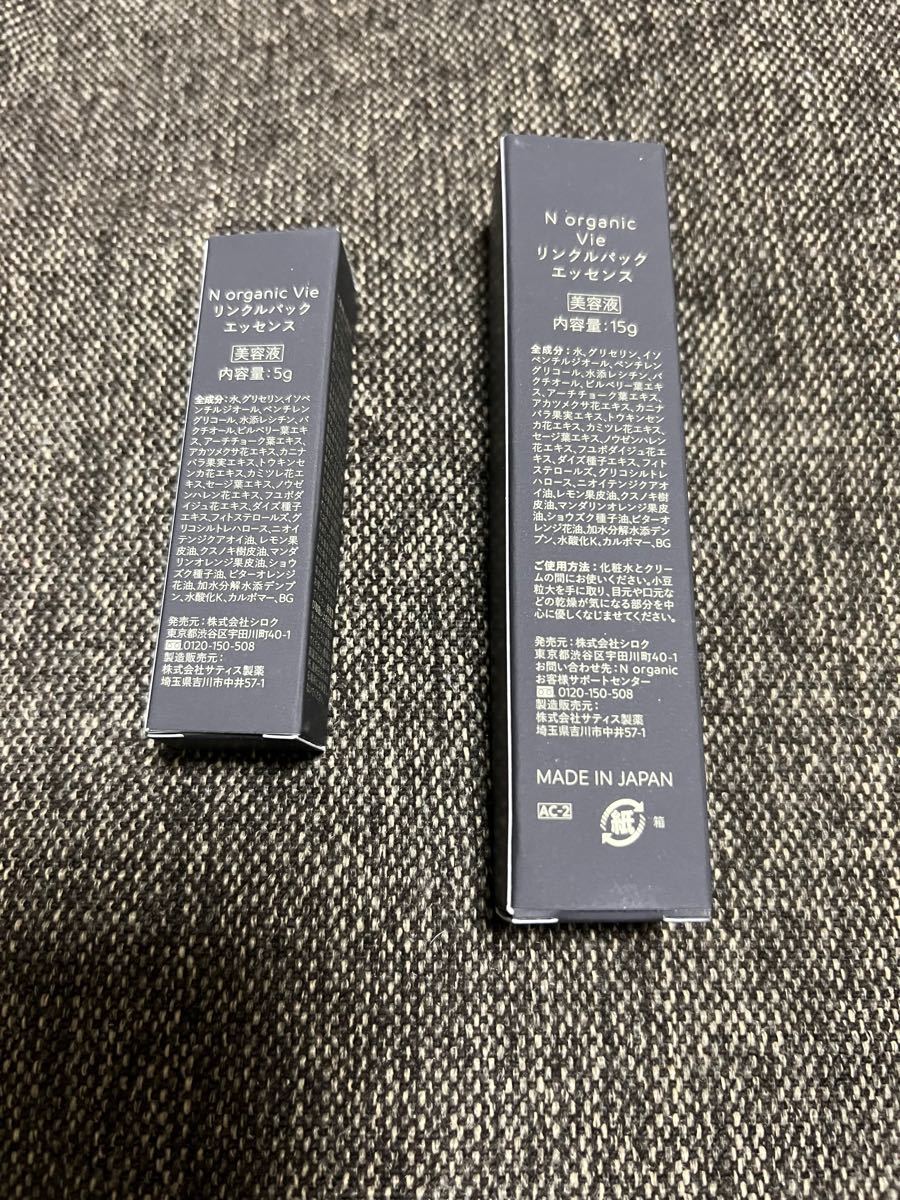 N organic Vie
リンクルパック
エッセンス
美容液
内容量:5g
全成分:水、グリセリン、イソペ
ンチルジオール、ペンチレン
グリコール、水添レシチン、バ
クチオール、ビルベリー葉エキ
ス、アーチチョーク葉エキス、
アカツメクサ花エキス、カニナ
バラ果実エキス、トウキンセ
ンカ花エキス、カミツレ花エ
キス、セージ葉エキス、ノウゼ
ンハレン花エキス、フユボダ
イジュ花エキス、ダイズ種子
エキス、フィトステロールズ、グ
リコシルトレハロース、ニオイ
テンジクアオイ油、レモン果
皮油、クスノキ樹皮油、マンダ
リンオレンジ果皮油、ショウ
ズク種子油、ビターオレンジ
花油、加水分解水添デンプ
ン、水酸化K、カルボマー、BG
発売元:株式会社シロク
東京都渋谷区宇田川町40-1
0120-150-508
製造販売元:
株式会社サティス製薬
埼玉県吉川市中井57-1
N organic
Vie
リンクルパック
エッセンス
美容液
内容量:15g
全成分:水、グリセリン、イソ
ペンチルジオール、ペンチレン
グリコール、水添レシチン、バ
クチオール、ビルベリー葉エキ
ス、アーチチョーク葉エキス、
アカツメクサ花エキス、カニナ
バラ果実エキス、トウキンセン
カ花エキス、カミツレ花エキス、
セージ葉エキス、ノウゼンハレン
花エキス、フユボダイジュ花エ
キス、ダイズ種子エキス、フィト
ステロールズ、グリコシルトレ
ハロース、ニオイテンジクアオ
イ油、レモン果皮油、クスノキ樹
皮油、マンダリンオレンジ果皮
油、ショウズク種子油、ビターオ
レンジ花油、加水分解水添デン
プン、水酸化K、カルボマー、BG
ご使用方法:化粧水とクリー
ムの間にお使いください。小豆
粒大を手に取り、目元や口元な
どの乾燥が気になる部分を中
心に優しくなじませてください。
発売元:株式会社シロク
東京都渋谷区宇田川町40-1
お問い合わせ先:N organic
お客様サポートセンター
0120-150-508
製造販売元:
株式会社サティス製薬
埼玉県吉川市中井57-1
MADE IN JAPAN
AC-2
紙 箱